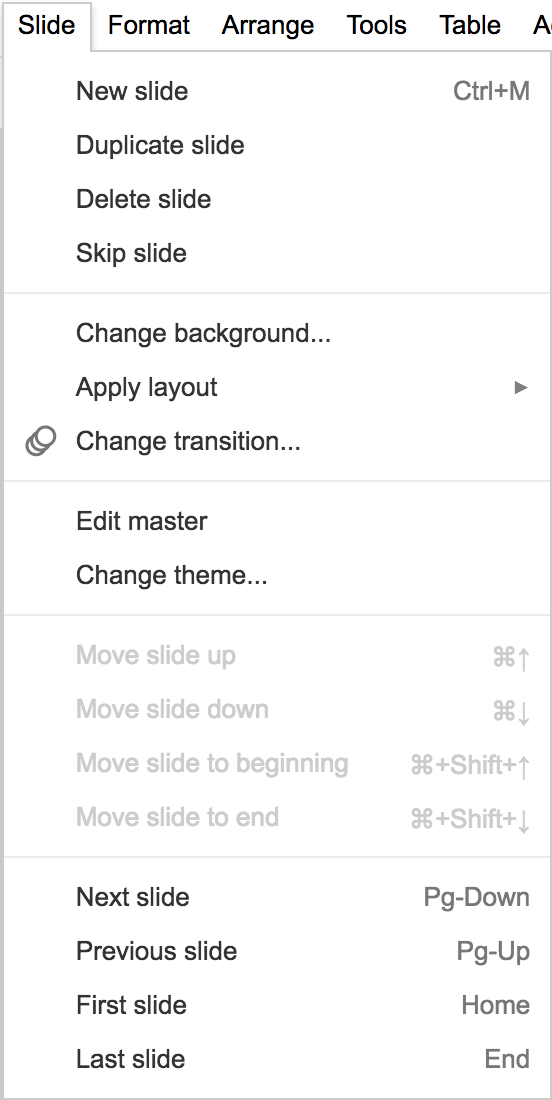 Slide Format Arrange Tools Table
New slide Ctrl+M
Duplicate slide
Delete slide
Skip slide
Change background...
Apply layout ►
Change transition...
Edit master
Change theme...
Move slide up ⌘↑
Move slide down ⌘↓
Move slide to beginning ⌘+Shift+↑
Move slide to end ⌘+Shift+↓
Next slide Pg-Down
Previous slide Pg-Up
First slide Home
Last slide End